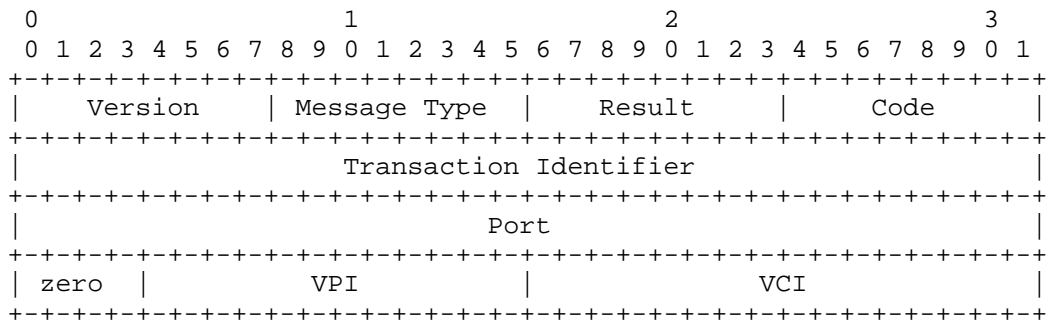 0                   1                   2                   3
 0 1 2 3 4 5 6 7 8 9 0 1 2 3 4 5 6 7 8 9 0 1 2 3 4 5 6 7 8 9 0 1
+-+-+-+-+-+-+-+-+-+-+-+-+-+-+-+-+-+-+-+-+-+-+-+-+-+-+-+-+-+-+-+-+
|    Version    | Message Type  |    Result     |     Code      |
+-+-+-+-+-+-+-+-+-+-+-+-+-+-+-+-+-+-+-+-+-+-+-+-+-+-+-+-+-+-+-+-+
|                    Transaction Identifier                     |
+-+-+-+-+-+-+-+-+-+-+-+-+-+-+-+-+-+-+-+-+-+-+-+-+-+-+-+-+-+-+-+-+
|                             Port                              |
+-+-+-+-+-+-+-+-+-+-+-+-+-+-+-+-+-+-+-+-+-+-+-+-+-+-+-+-+-+-+-+-+
| zero  |          VPI          |              VCI              |
+-+-+-+-+-+-+-+-+-+-+-+-+-+-+-+-+-+-+-+-+-+-+-+-+-+-+-+-+-+-+-+-+